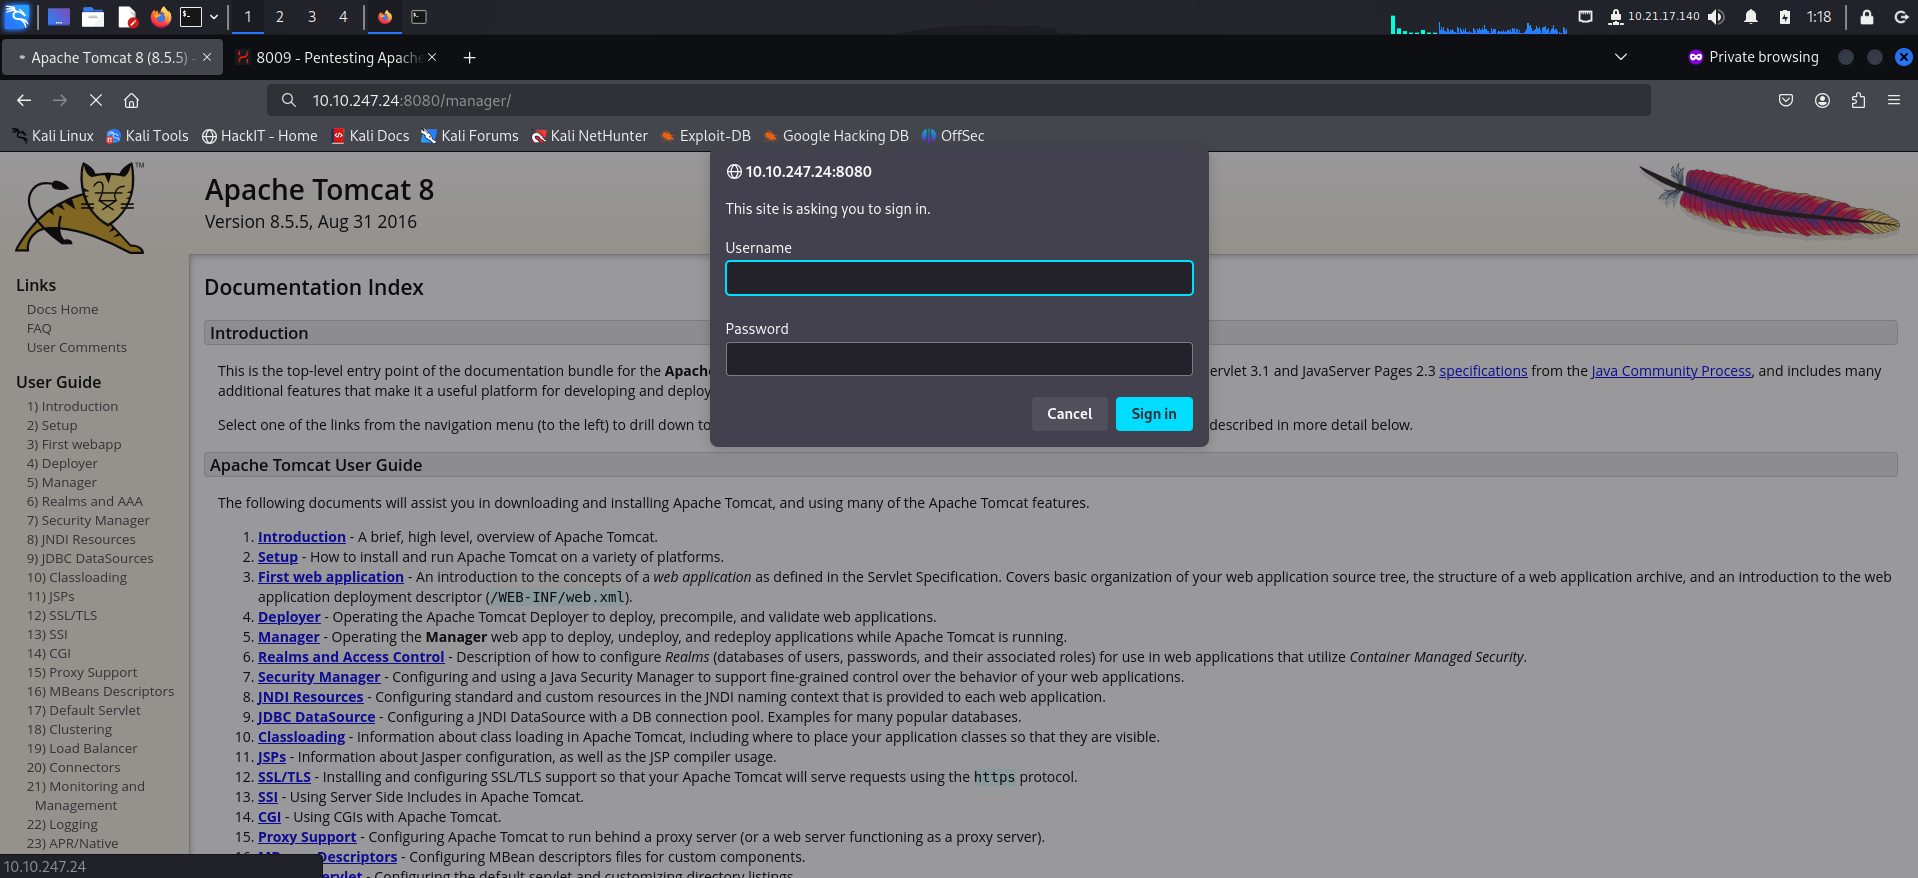 1 2 3 4 10.21.17.140 1:18
Apache Tomcat 8 (8.5.5) - 8009 - Pentesting Apache Private browsing
10.10.247.24:8080/manager/
Kali Linux Kali Tools HackIT - Home Kali Docs Kali Forums Kali NetHunter Exploit-DB Google Hacking DB OffSec
10.10.247.24:8080
This site is asking you to sign in.
Username
Password
Cancel Sign in
TM
Apache Tomcat 8
Version 8.5.5, Aug 31 2016
Links
Docs Home
FAQ
User Comments
User Guide
1) Introduction
2) Setup
3) First webapp
4) Deployer
5) Manager
6) Realms and AAA
7) Security Manager
8) JNDI Resources
9) JDBC DataSources
10) Classloading
11) JSPs
12) SSL/TLS
13) SSI
14) CGI
15) Proxy Support
16) MBeans Descriptors
17) Default Servlet
18) Clustering
19) Load Balancer
20) Connectors
21) Monitoring and
Management
22) Logging
23) APR/Native
Documentation Index
Introduction
This is the top-level entry point of the documentation bundle for the Apache ervlet 3.1 and JavaServer Pages 2.3 specifications from the Java Community Process, and includes many
additional features that make it a useful platform for developing and deploy
Select one of the links from the navigation menu (to the left) to drill down to described in more detail below.
Apache Tomcat User Guide
The following documents will assist you in downloading and installing Apache Tomcat, and using many of the Apache Tomcat features.
1. Introduction - A brief, high level, overview of Apache Tomcat.
2. Setup - How to install and run Apache Tomcat on a variety of platforms.
3. First web application - An introduction to the concepts of a web application as defined in the Servlet Specification. Covers basic organization of your web application source tree, the structure of a web application archive, and an introduction to the web
application deployment descriptor (/WEB-INF/web.xml).
4. Deployer - Operating the Apache Tomcat Deployer to deploy, precompile, and validate web applications.
5. Manager - Operating the Manager web app to deploy, undeploy, and redeploy applications while Apache Tomcat is running.
6. Realms and Access Control - Description of how to configure Realms (databases of users, passwords, and their associated roles) for use in web applications that utilize Container Managed Security.
7. Security Manager - Configuring and using a Java Security Manager to support fine-grained control over the behavior of your web applications.
8. JNDI Resources - Configuring standard and custom resources in the JNDI naming context that is provided to each web application.
9. JDBC DataSource - Configuring a JNDI DataSource with a DB connection pool. Examples for many popular databases.
10. Classloading - Information about class loading in Apache Tomcat, including where to place your application classes so that they are visible.
11. JSPs - Information about Jasper configuration, as well as the JSP compiler usage.
12. SSL/TLS - Installing and configuring SSL/TLS support so that your Apache Tomcat will serve requests using the https protocol.
13. SSI - Using Server Side Includes in Apache Tomcat.
14. CGI - Using CGIs with Apache Tomcat.
15. Proxy Support - Configuring Apache Tomcat to run behind a proxy server (or a web server functioning as a proxy server).
Descriptors - Configuring MBean descriptors files for custom components.
- Configuring the default servlet and customizing directory listings.
10.10.247.24